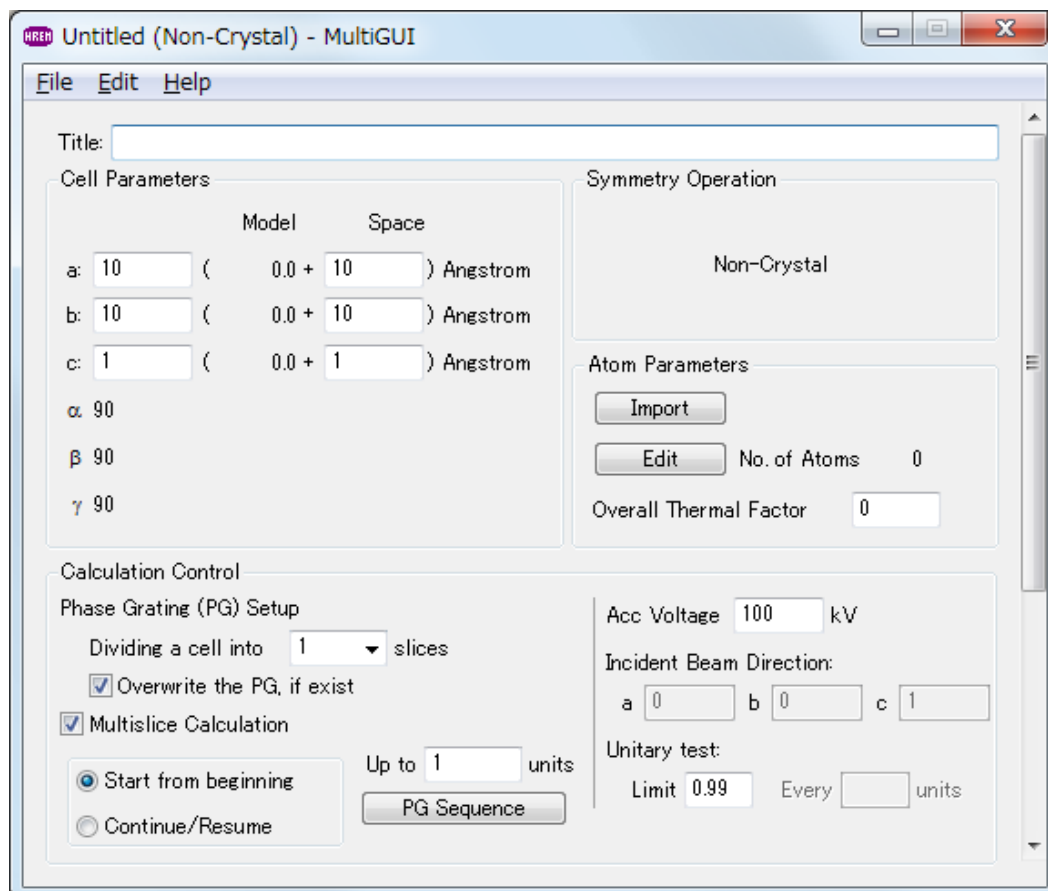 HREM Untitled (Non-Crystal) - MultiGUI
File Edit Help
Title:
Cell Parameters
Model Space
a: 10 ( 0.0 + 10 ) Angstrom
b: 10 ( 0.0 + 10 ) Angstrom
c: 1 ( 0.0 + 1 ) Angstrom
α 90
β 90
γ 90
Symmetry Operation
Non-Crystal
Atom Parameters
Import
Edit No. of Atoms 0
Overall Thermal Factor 0
Calculation Control
Phase Grating (PG) Setup
Dividing a cell into 1 slices
Overwrite the PG, if exist
Multislice Calculation
Start from beginning
Continue/Resume
Up to 1 units
PG Sequence
Acc Voltage 100 kV
Incident Beam Direction:
a 0 b 0 c 1
Unitary test:
Limit 0.99 Every units